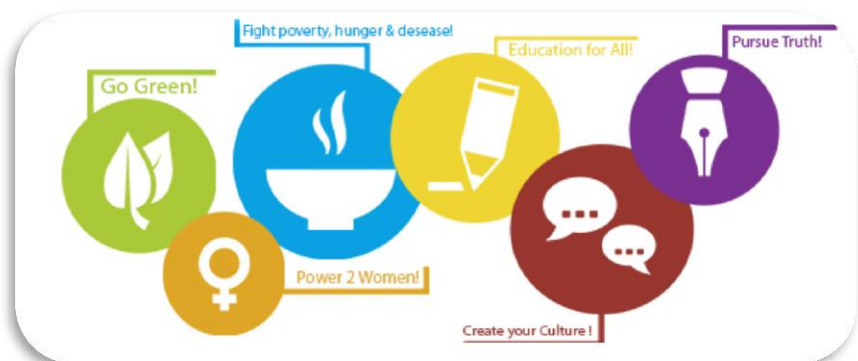 Fight poverty, hunger & desease!
Education for All!
Pursue Truth!
Go Green!
Power 2 Women!
Create your Culture !